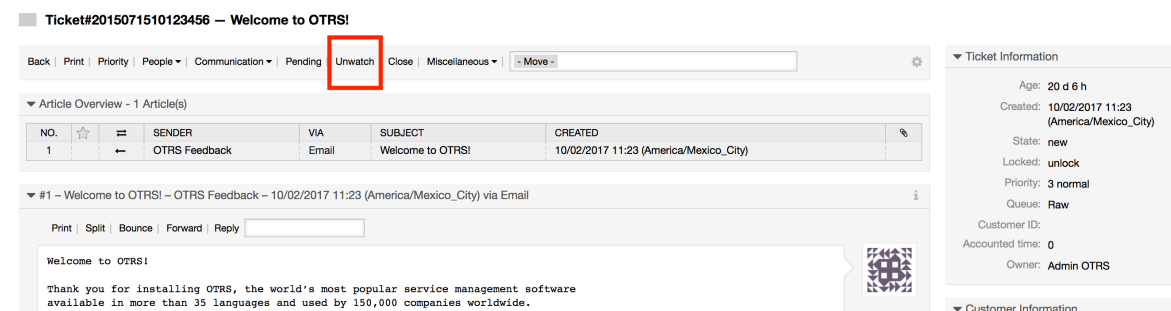 Ticket#2015071510123456 — Welcome to OTRS!
Back | Print | Priority | People ▾ | Communication ▾ | Pending | Unwatch | Close | Miscellaneous ▾ | - Move -
Article Overview - 1 Article(s)
NO. SENDER VIA SUBJECT CREATED
1 OTRS Feedback Email Welcome to OTRS! 10/02/2017 11:23 (America/Mexico_City)
#1 – Welcome to OTRS! – OTRS Feedback – 10/02/2017 11:23 (America/Mexico_City) via Email
Print | Split | Bounce | Forward | Reply
Welcome to OTRS!
Thank you for installing OTRS, the world's most popular service management software
available in more than 35 languages and used by 150,000 companies worldwide.
Ticket Information
Age: 20 d 6 h
Created: 10/02/2017 11:23
(America/Mexico_City)
State: new
Locked: unlock
Priority: 3 normal
Queue: Raw
Customer ID:
Accounted time: 0
Owner: Admin OTRS
Customer Information